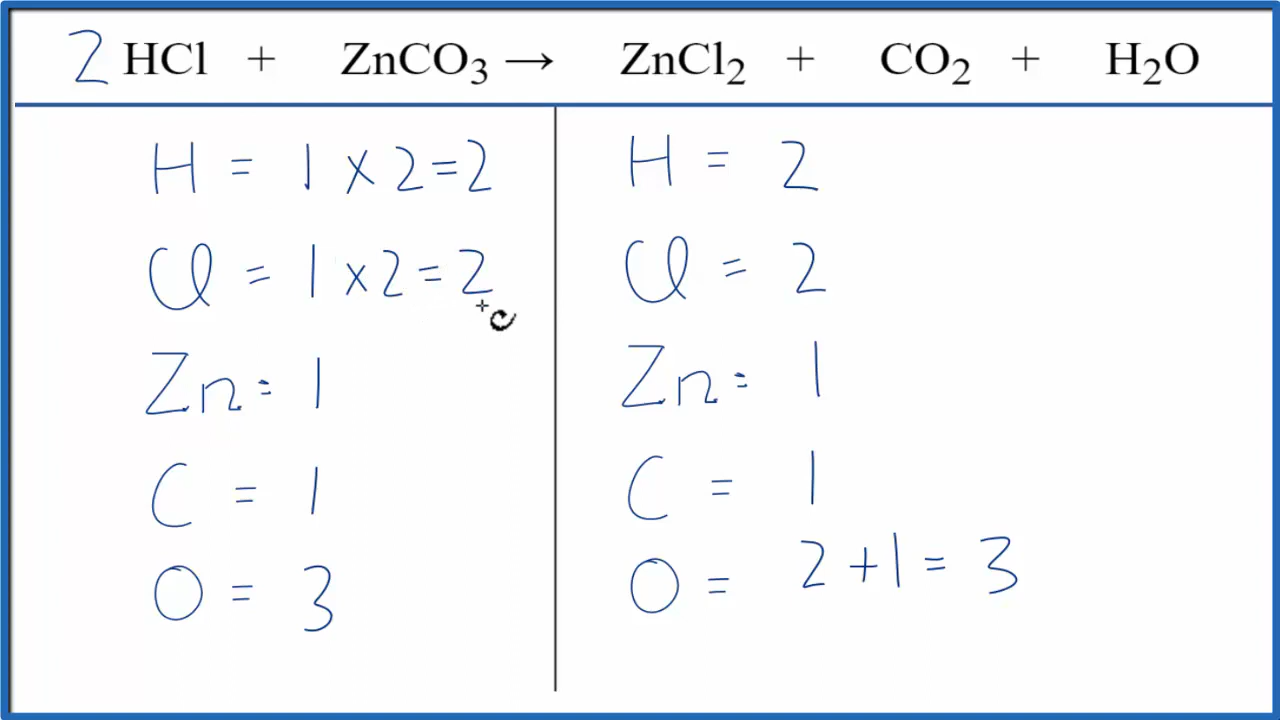 2 HCl + ZnCO₃ → ZnCl₂ + CO₂ + H₂O
H = 1 x 2 = 2
Cl = 1 x 2 = 2
Zn = 1
C = 1
O = 3
H = 2
Cl = 2
Zn = 1
C = 1
O = 2 + 1 = 3